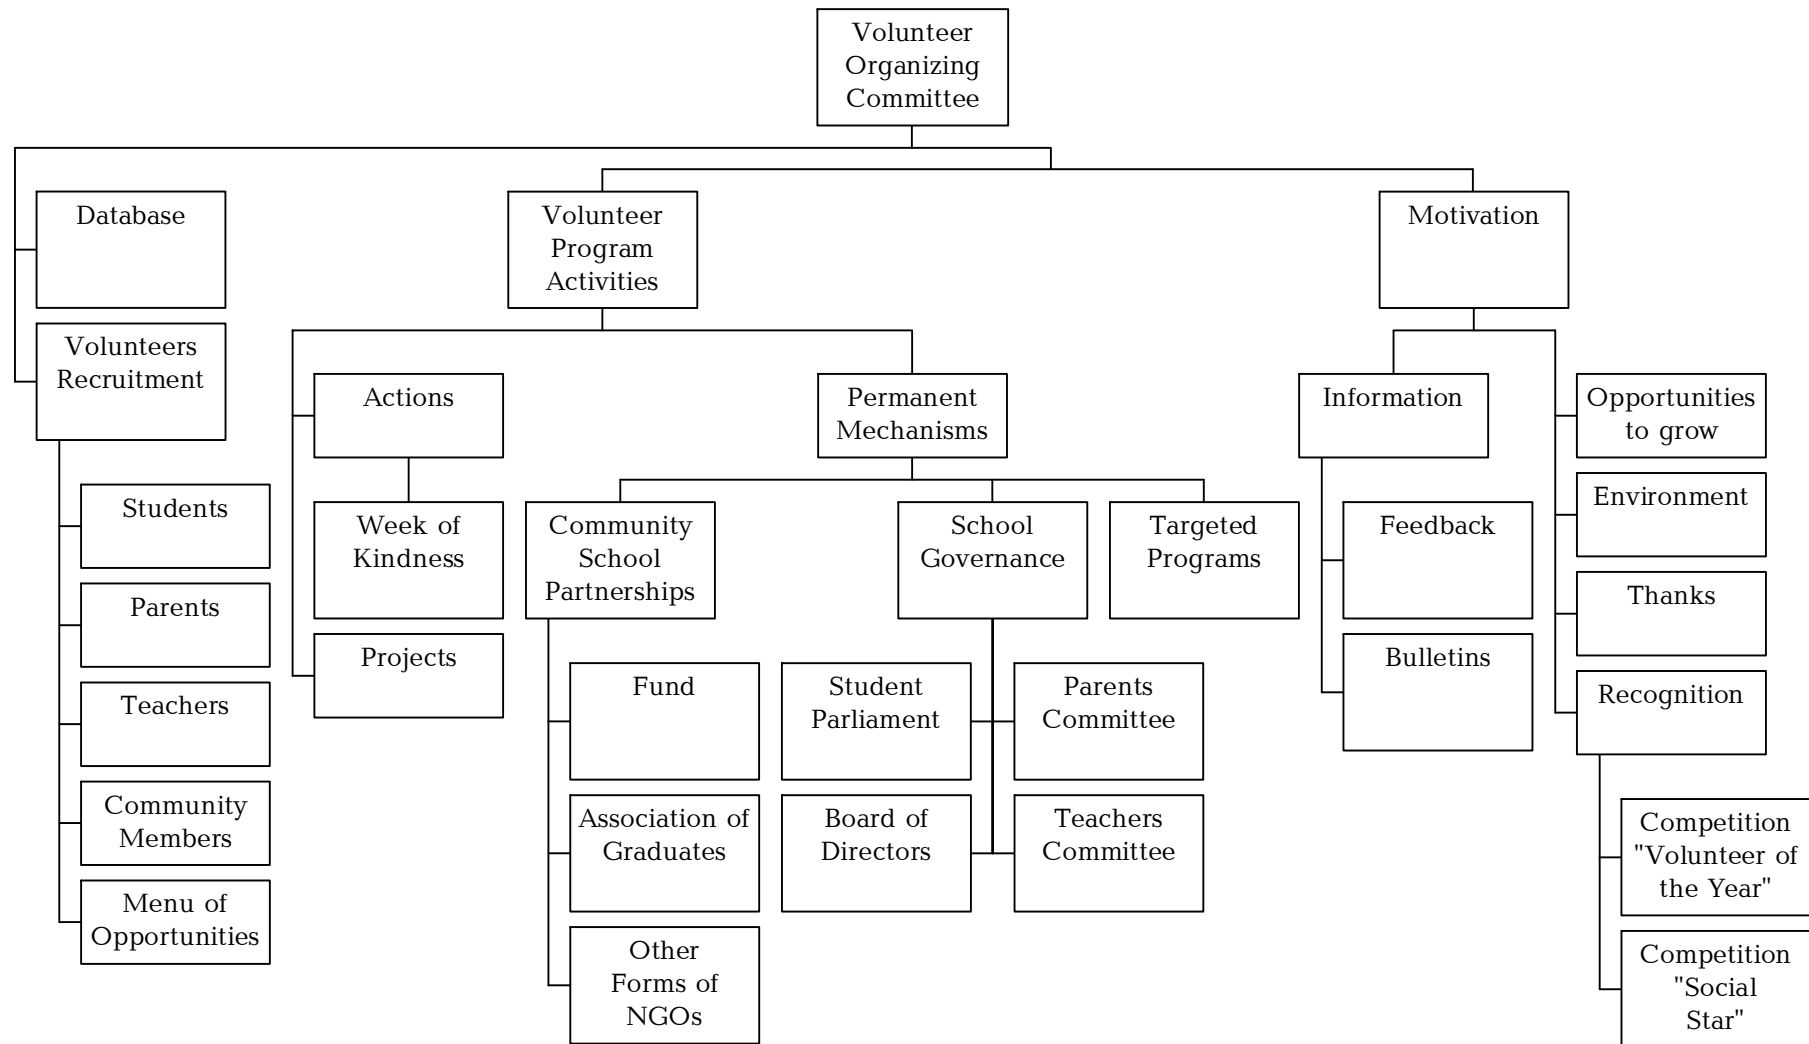 Volunteer
Organizing
Committee
Database
Volunteer
Program
Activities
Motivation
Volunteers
Recruitment
Actions
Permanent
Mechanisms
Information
Opportunities
to grow
Students
Week of
Kindness
Community
School
Partnerships
School
Governance
Targeted
Programs
Feedback
Environment
Parents
Thanks
Projects
Bulletins
Teachers
Fund
Student
Parliament
Parents
Committee
Recognition
Community
Members
Association of
Graduates
Board of
Directors
Teachers
Committee
Competition
"Volunteer of
the Year"
Menu of
Opportunities
Other
Forms of
NGOs
Competition
"Social
Star"